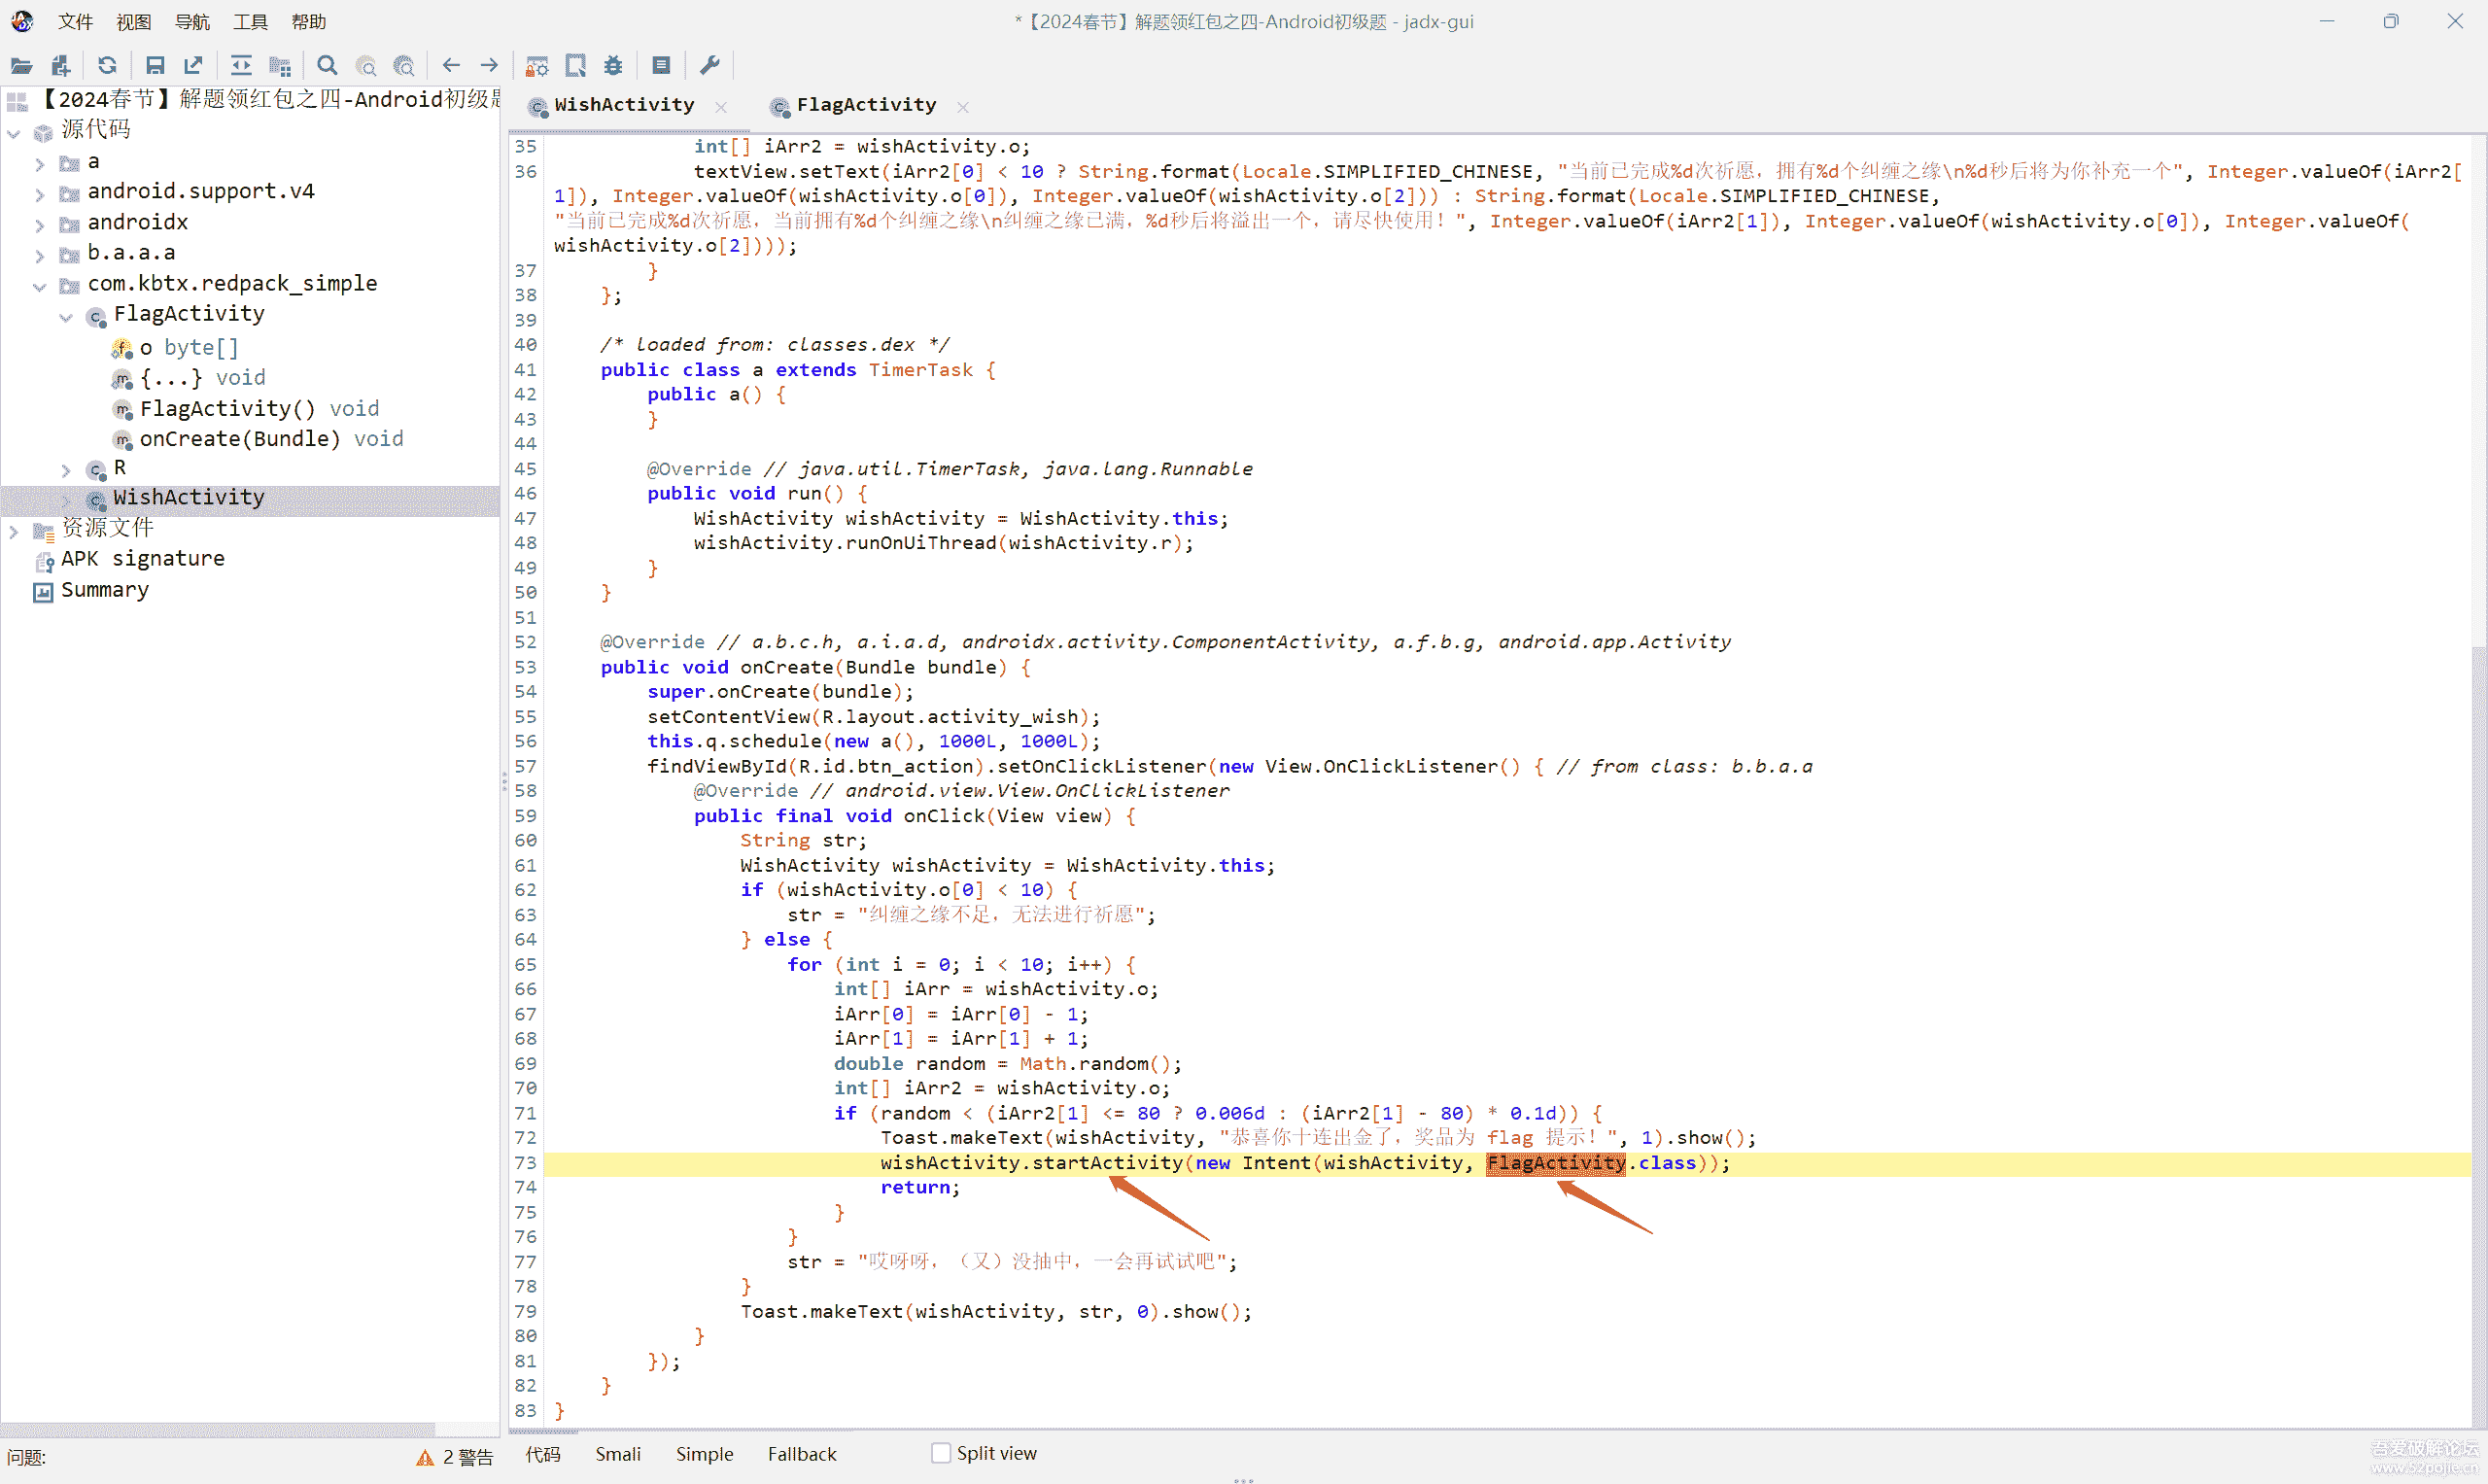 文件 视图 导航 工具 帮助
*【2024春节】解题领红包之四-Android初级题 - jadx-gui
【2024春节】解题领红包之四-Android初级题
源代码
a
android.support.v4
androidx
b.a.a.a
com.kbtx.redpack_simple
FlagActivity
o byte[]
{...} void
FlagActivity() void
onCreate(Bundle) void
R
WishActivity
资源文件
APK signature
Summary
WishActivity FlagActivity
35 int[] iArr2 = wishActivity.o;
36 textView.setText(iArr2[0] < 10 ? String.format(Locale.SIMPLIFIED_CHINESE, "当前已完成%d次祈愿，拥有%d个纠缠之缘\n%d秒后将为你补充一个", Integer.valueOf(iArr2[
1]), Integer.valueOf(wishActivity.o[0]), Integer.valueOf(wishActivity.o[2])) : String.format(Locale.SIMPLIFIED_CHINESE,
"当前已完成%d次祈愿，当前拥有%d个纠缠之缘\n纠缠之缘已满，%d秒后将溢出一个，请尽快使用！", Integer.valueOf(iArr2[1]), Integer.valueOf(wishActivity.o[0]), Integer.valueOf(
wishActivity.o[2])));
37 }
38 };
39
40 /* loaded from: classes.dex */
41 public class a extends TimerTask {
42 public a() {
43 }
44
45 @Override // java.util.TimerTask, java.lang.Runnable
46 public void run() {
47 WishActivity wishActivity = WishActivity.this;
48 wishActivity.runOnUiThread(wishActivity.r);
49 }
50 }
51
52 @Override // a.b.c.h, a.i.a.d, androidx.activity.ComponentActivity, a.f.b.g, android.app.Activity
53 public void onCreate(Bundle bundle) {
54 super.onCreate(bundle);
55 setContentView(R.layout.activity_wish);
56 this.q.schedule(new a(), 1000L, 1000L);
57 findViewById(R.id.btn_action).setOnClickListener(new View.OnClickListener() { // from class: b.b.a.a
58 @Override // android.view.View.OnClickListener
59 public final void onClick(View view) {
60 String str;
61 WishActivity wishActivity = WishActivity.this;
62 if (wishActivity.o[0] < 10) {
63 str = "纠缠之缘不足，无法进行祈愿";
64 } else {
65 for (int i = 0; i < 10; i++) {
66 int[] iArr = wishActivity.o;
67 iArr[0] = iArr[0] - 1;
68 iArr[1] = iArr[1] + 1;
69 double random = Math.random();
70 int[] iArr2 = wishActivity.o;
71 if (random < (iArr2[1] <= 80 ? 0.006d : (iArr2[1] - 80) * 0.1d)) {
72 Toast.makeText(wishActivity, "恭喜你十连出金了，奖品为 flag 提示！", 1).show();
73 wishActivity.startActivity(new Intent(wishActivity, FlagActivity.class));
74 return;
75 }
76 }
77 str = "哎呀呀，（又）没抽中，一会再试试吧";
78 }
79 Toast.makeText(wishActivity, str, 0).show();
80 }
81 });
82 }
83 }
问题: 2 警告 代码 Smali Simple Fallback Split view
吾爱破解论坛
www.52pojie.cn